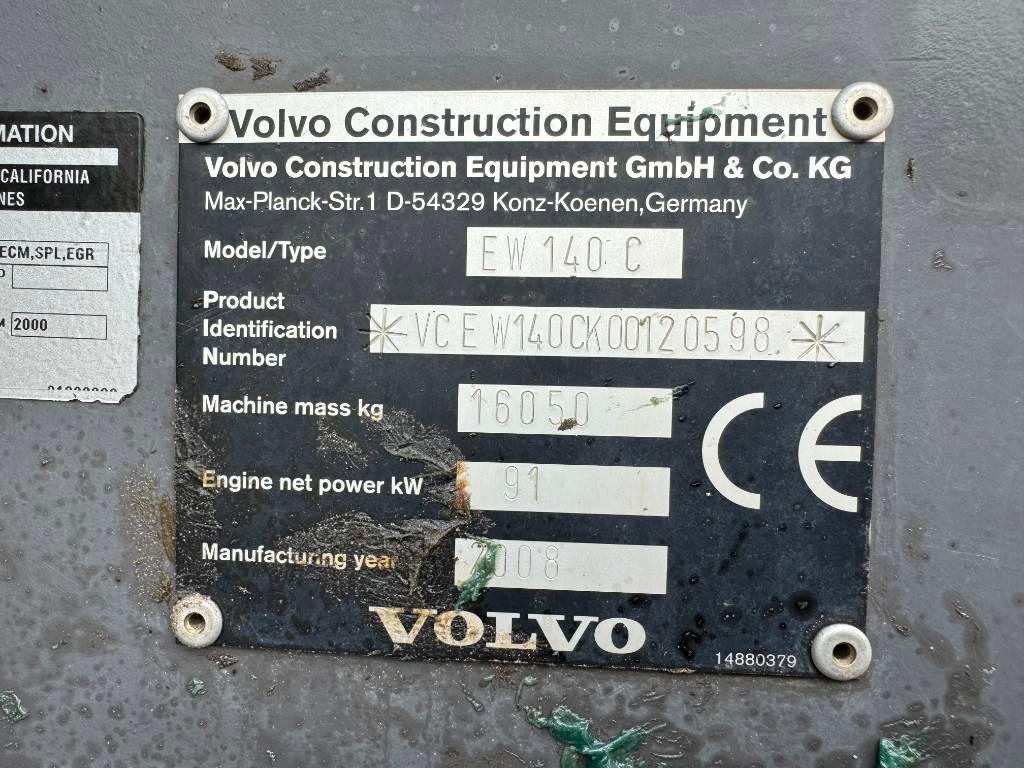 MATION
CALIFORNIA
NES
ECM,SPL,EGR
2000
Volvo Construction Equipment
Volvo Construction Equipment GmbH & Co. KG
Max-Planck-Str.1 D-54329 Konz-Koenen,Germany
Model/Type EW 140 C
Product
Identification
Number
*VCEW140CK00120598*
Machine mass kg 16050
Engine net power kW 91
Manufacturing year 2008
VOLVO
14880379